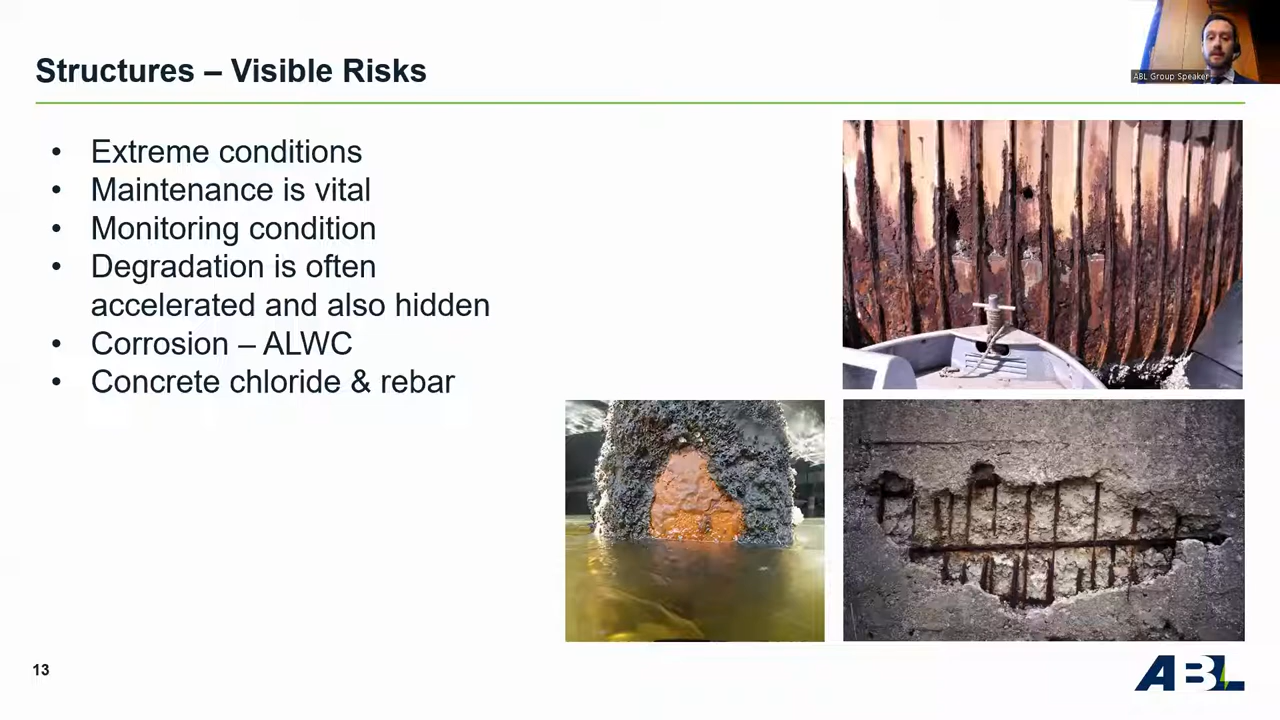 Structures – Visible Risks
ABL Group Speaker
• Extreme conditions
• Maintenance is vital
• Monitoring condition
• Degradation is often
accelerated and also hidden
• Corrosion – ALWC
• Concrete chloride & rebar
13
ABL